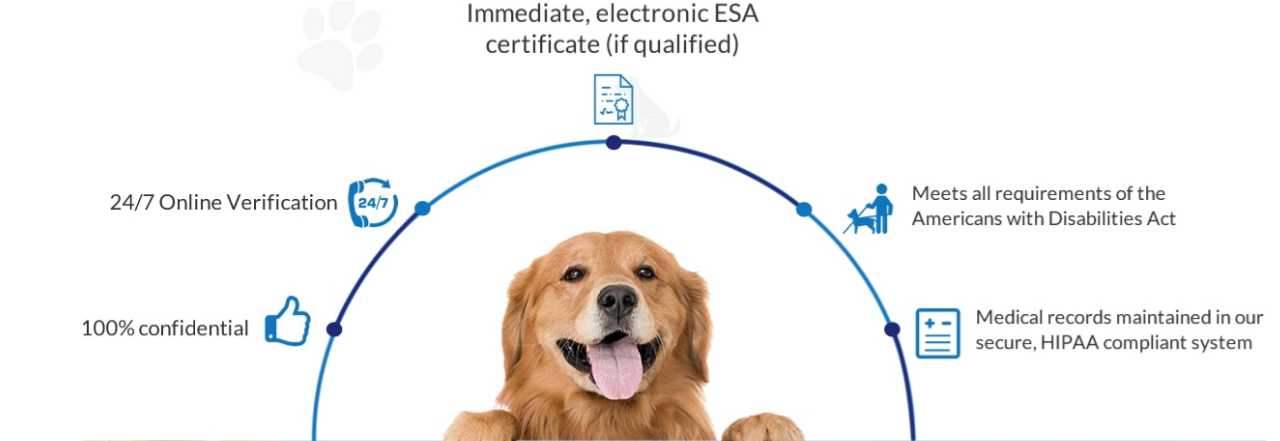 Immediate, electronic ESA
certificate (if qualified)
24/7 Online Verification
24/7
Meets all requirements of the
Americans with Disabilities Act
100% confidential
Medical records maintained in our
secure, HIPAA compliant system